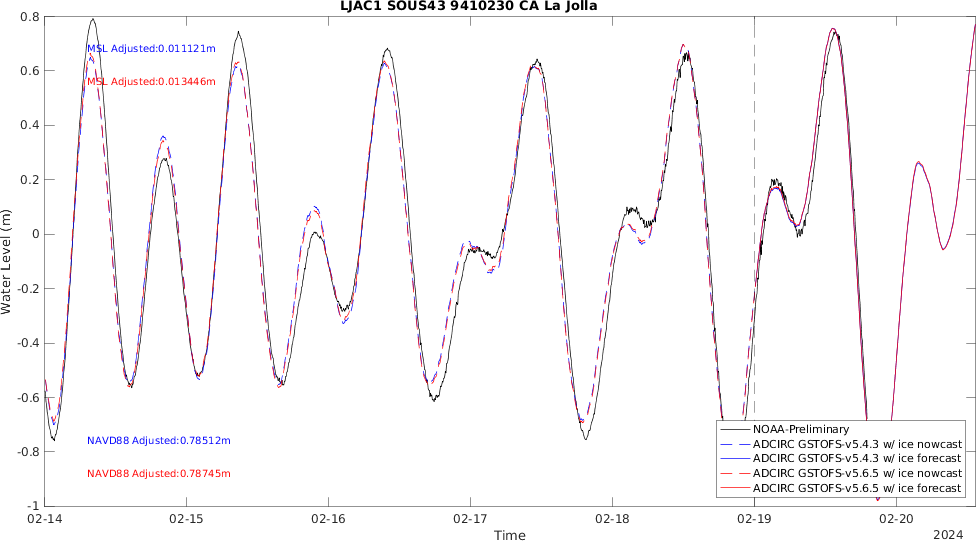 LJAC1 SOUS43 9410230 CA La Jolla
0.8
0.6
0.4
0.2
0
-0.2
-0.4
-0.6
-0.8
-1
Water Level (m)
MSL Adjusted:0.011121m
MSL Adjusted:0.013446m
NAVD88 Adjusted:0.78512m
NAVD88 Adjusted:0.78745m
NOAA-Preliminary
ADCIRC GSTOFS-v5.4.3 w/ ice nowcast
ADCIRC GSTOFS-v5.4.3 w/ ice forecast
ADCIRC GSTOFS-v5.6.5 w/ ice nowcast
ADCIRC GSTOFS-v5.6.5 w/ ice forecast
02-14 02-15 02-16 02-17 02-18 02-19 02-20
Time
2024